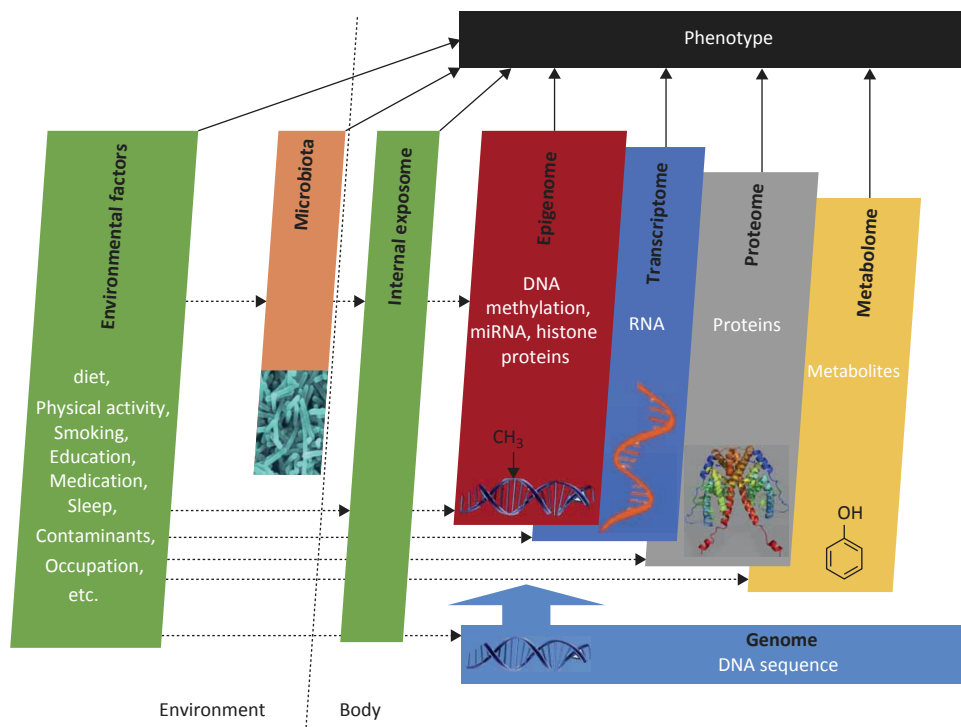 Phenotype
Environmental factors
diet,
Physical activity,
Smoking,
Education,
Medication,
Sleep,
Contaminants,
Occupation,
etc.
Microbiota
Internal exposome
Epigenome
DNA
methylation,
miRNA, histone
proteins
CH₃
Transcriptome
RNA
Proteome
Proteins
Metabolome
Metabolites
OH
Genome
DNA sequence
Environment
Body